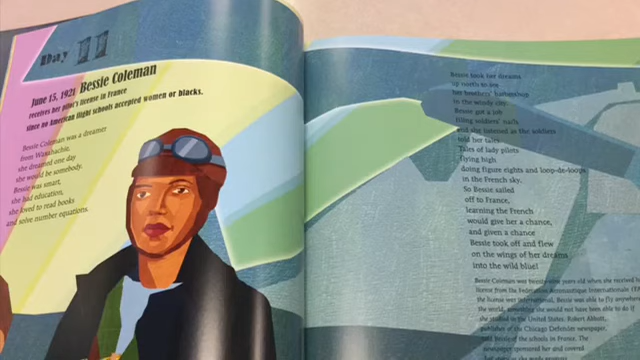 Day 11
June 15, 1921 Bessie Coleman
receives her pilot's license in France
since no American flight schools accepted women or blacks.
Bessie Coleman was a dreamer
from Waxahachie,
she dreamed one day
she would be somebody.
Bessie was smart,
she had education,
she loved to read books
and solve number equations.
Bessie took her dreams
up north to
her brothers' barbershop
in the windy city.
Bessie got a job
filing soldiers' nails
and she listened as the soldiers
told her tales
Tales of lady pilots
flying high
doing figure eights and loop-de-loops
in the French sky.
So Bessie sailed
off to France,
learning the French
would give her a chance,
and given a chance
Bessie took off and flew
on the wings of her dreams
into the wild blue!
Bessie Coleman was twenty-nine years old when she received h
license from the Fédération Aéronautique Internationale
the license was international, Bessie was able to fly anywhere
the world, something she would not have been able to do if
she studied in the United States. Robert Abbott,
publisher of the Chicago Defender newspaper,
told Bessie of the schools in France. The
newspaper sponsored her and